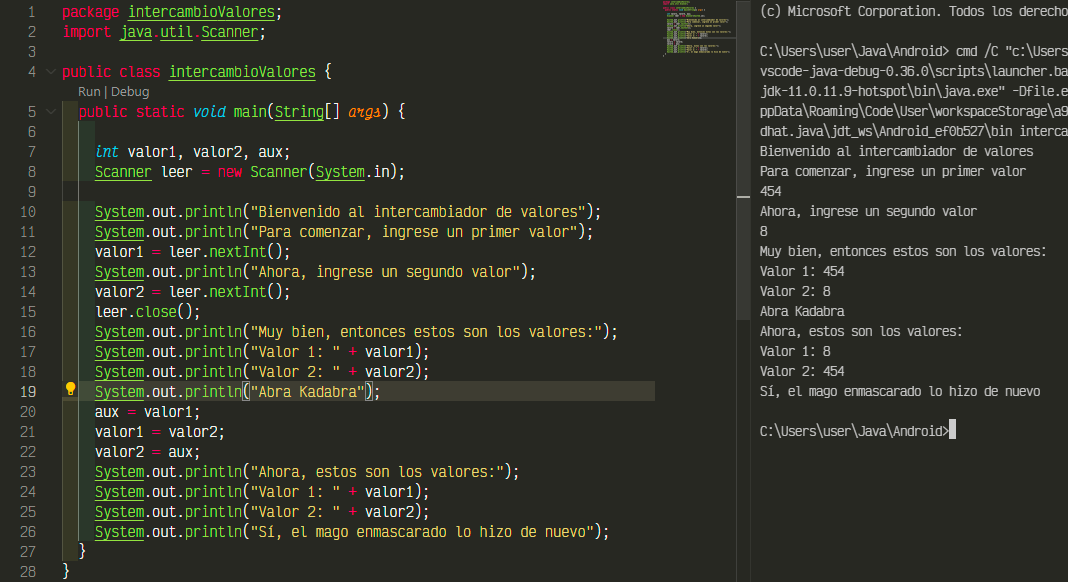 1 package intercambioValores;
2 import java.util.Scanner;
3
4 public class intercambioValores {
Run | Debug
5 public static void main(String[] args) {
6
7 int valor1, valor2, aux;
8 Scanner leer = new Scanner(System.in);
9
10 System.out.println("Bienvenido al intercambiador de valores");
11 System.out.println("Para comenzar, ingrese un primer valor");
12 valor1 = leer.nextInt();
13 System.out.println("Ahora, ingrese un segundo valor");
14 valor2 = leer.nextInt();
15 leer.close();
16 System.out.println("Muy bien, entonces estos son los valores:");
17 System.out.println("Valor 1: " + valor1);
18 System.out.println("Valor 2: " + valor2);
19 System.out.println("Abra Kadabra");
20 aux = valor1;
21 valor1 = valor2;
22 valor2 = aux;
23 System.out.println("Ahora, estos son los valores:");
24 System.out.println("Valor 1: " + valor1);
25 System.out.println("Valor 2: " + valor2);
26 System.out.println("Sí, el mago enmascarado lo hizo de nuevo");
27 }
28 }
(c) Microsoft Corporation. Todos los derecho
C:\Users\user\Java\Android> cmd /C "c:\Users
vscode-java-debug-0.36.0\scripts\launcher.ba
jdk-11.0.11.9-hotspot\bin\java.exe" -Dfile.e
ppData\Roaming\Code\User\workspaceStorage\a9
dhat.java\jdt_ws\Android_ef0b527\bin interca
Bienvenido al intercambiador de valores
Para comenzar, ingrese un primer valor
454
Ahora, ingrese un segundo valor
8
Muy bien, entonces estos son los valores:
Valor 1: 454
Valor 2: 8
Abra Kadabra
Ahora, estos son los valores:
Valor 1: 8
Valor 2: 454
Sí, el mago enmascarado lo hizo de nuevo
C:\Users\user\Java\Android>